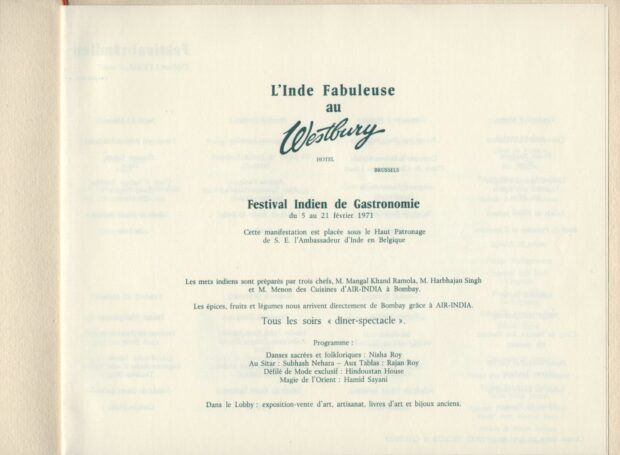 L'Inde Fabuleuse
au
Westbury
HOTEL
BRUSSELS
Festival Indien de Gastronomie
du 5 au 21 février 1971
Cette manifestation est placée sous le Haut Patronage
de S. E. l'Ambassadeur d'Inde en Belgique
Les mets indiens sont préparés par trois chefs, M. Mangal Khand Ramola, M. Harbhajan Singh
et M. Menon des Cuisines d'AIR-INDIA à Bombay.
Les épices, fruits et légumes nous arrivent directement de Bombay grâce à AIR-INDIA.
Tous les soirs « dîner-spectacle ».
Programme :
Danses sacrées et folkloriques : Nisha Roy
Au Sitar : Subhash Nehara – Aux Tablas : Rajan Roy
Défilé de Mode exclusif : Hindoustan House
Magie de l'Orient : Hamid Sayani
Dans le Lobby : exposition-vente d'art, artisanat, livres d'art et bijoux anciens.